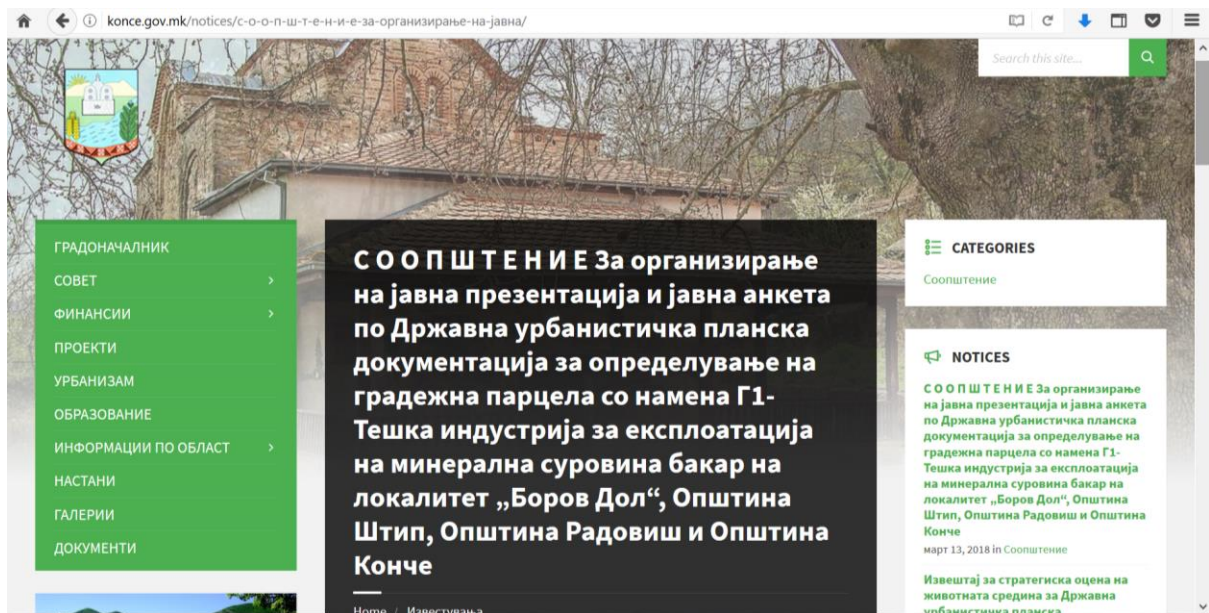 konce.gov.mk/notices/с-о-о-п-ш-т-е-н-и-е-за-организирање-на-јавна/
Search this site...
ГРАДОНАЧАЛНИК
СОВЕТ
ФИНАНСИИ
ПРОЕКТИ
УРБАНИЗАМ
ОБРАЗОВАНИЕ
ИНФОРМАЦИИ ПО ОБЛАСТ
НАСТАНИ
ГАЛЕРИИ
ДОКУМЕНТИ
С О О П Ш Т Е Н И Е За организирање
на јавна презентација и јавна анкета
по Државна урбанистичка планска
документација за определување на
градежна парцела со намена Г1-
Тешка индустрија за експлоатација
на минерална суровина бакар на
локалитет „Боров Дол“, Општина
Штип, Општина Радовиш и Општина
Конче
Home / Известувања
CATEGORIES
Соопштение
NOTICES
С О О П Ш Т Е Н И Е За организирање
на јавна презентација и јавна анкета
по Државна урбанистичка планска
документација за определување на
градежна парцела со намена Г1-
Тешка индустрија за експлоатација
на минерална суровина бакар на
локалитет „Боров Дол“, Општина
Штип, Општина Радовиш и Општина
Конче
март 13, 2018 in Соопштение
Извештај за стратегиска оцена на
животната средина за Државна
урбанистичка планска